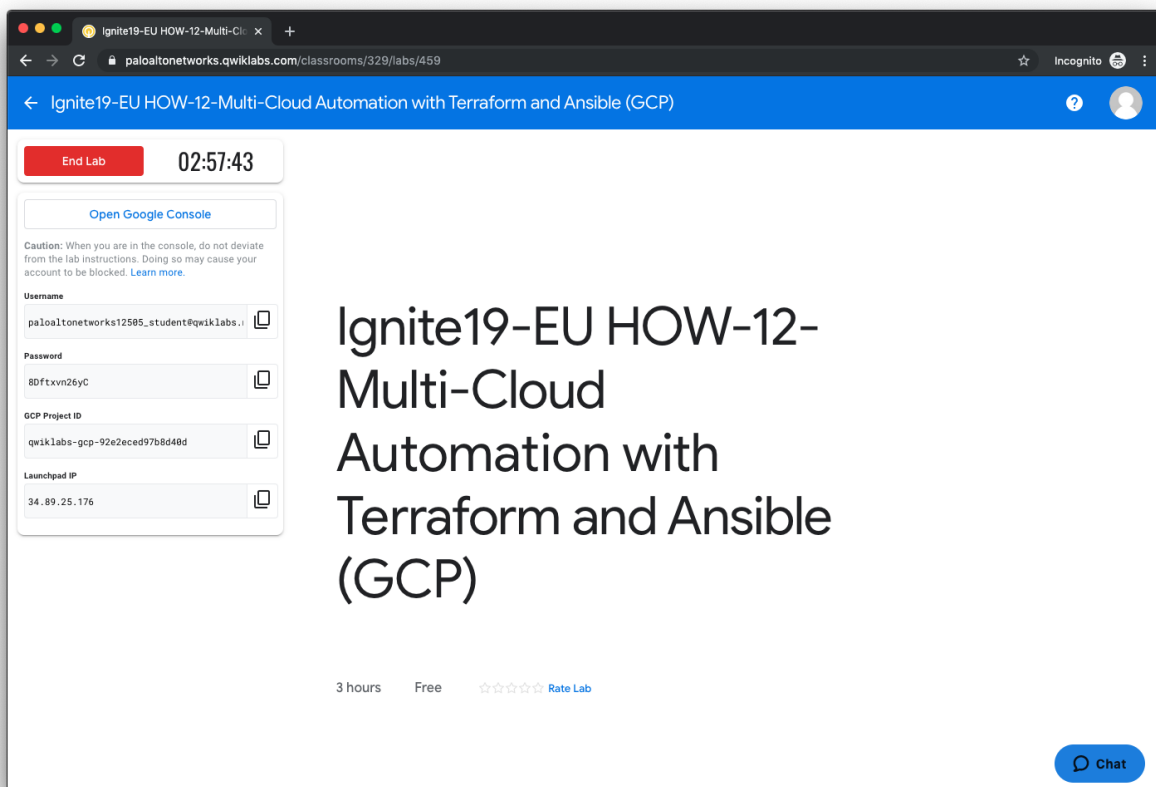 Ignite19-EU HOW-12-Multi-Clo
paloaltonetworks.qwiklabs.com/classrooms/329/labs/459
Incognito
Ignite19-EU HOW-12-Multi-Cloud Automation with Terraform and Ansible (GCP)
End Lab
02:57:43
Open Google Console
Caution: When you are in the console, do not deviate
from the lab instructions. Doing so may cause your
account to be blocked. Learn more.
Username
paloaltonetworks12505_student@qwiklabs.
Password
8Dftxvn26yC
GCP Project ID
qwiklabs-gcp-92e2eced97b8d40d
Launchpad IP
34.89.25.176
Ignite19-EU HOW-12-
Multi-Cloud
Automation with
Terraform and Ansible
(GCP)
3 hours Free Rate Lab
Chat